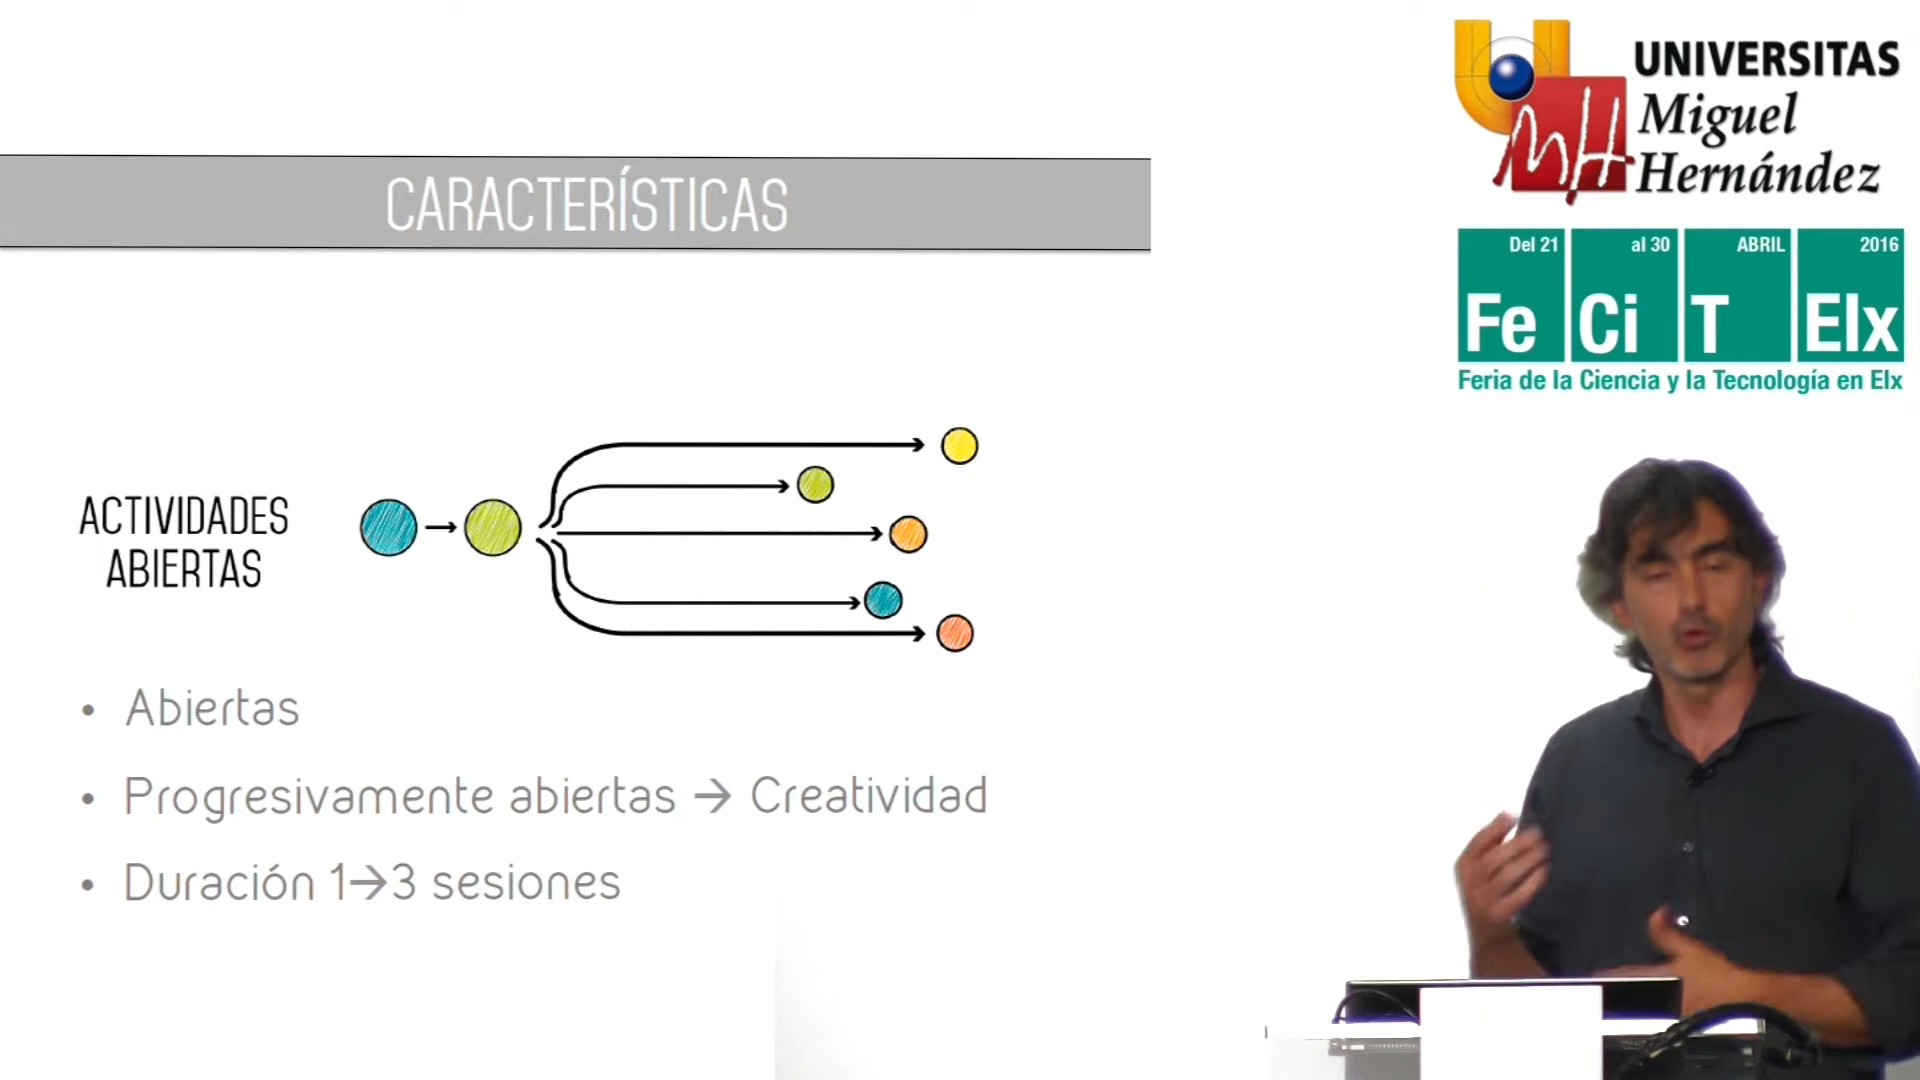 CARACTERÍSTICAS
ACTIVIDADES
ABIERTAS
• Abiertas
• Progresivamente abiertas → Creatividad
• Duración 1→3 sesiones
UNIVERSITAS
Miguel
Hernández
MH
Del 21 al 30 ABRIL 2016
Fe Ci T Elx
Feria de la Ciencia y la Tecnología en Elx